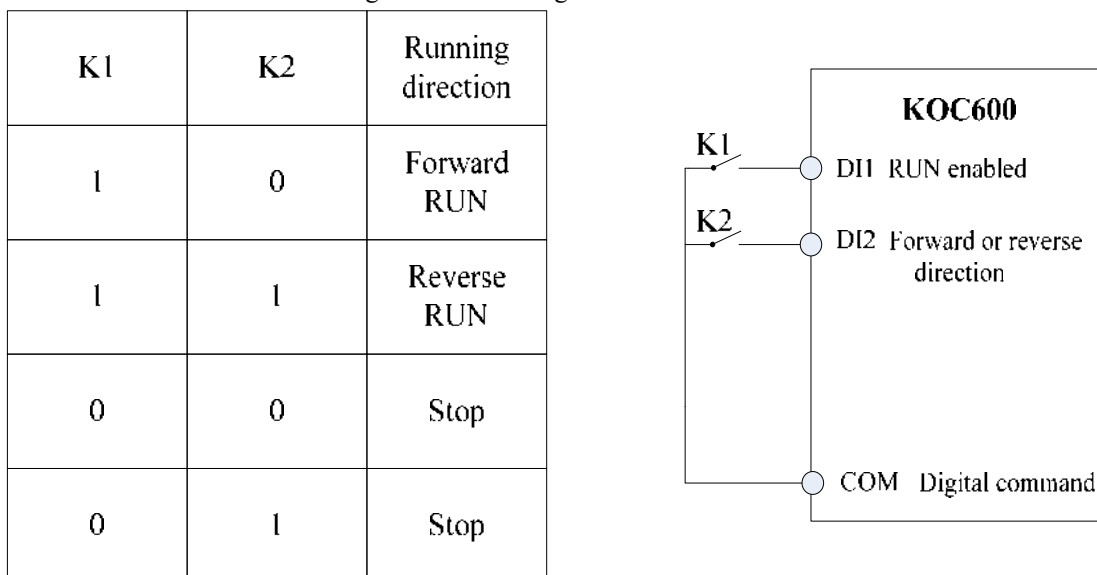 K1 K2 Running direction
1 0 Forward RUN
1 1 Reverse RUN
0 0 Stop
0 1 Stop
KOC600
K1
DI1 RUN enabled
K2
DI2 Forward or reverse
direction
COM Digital command